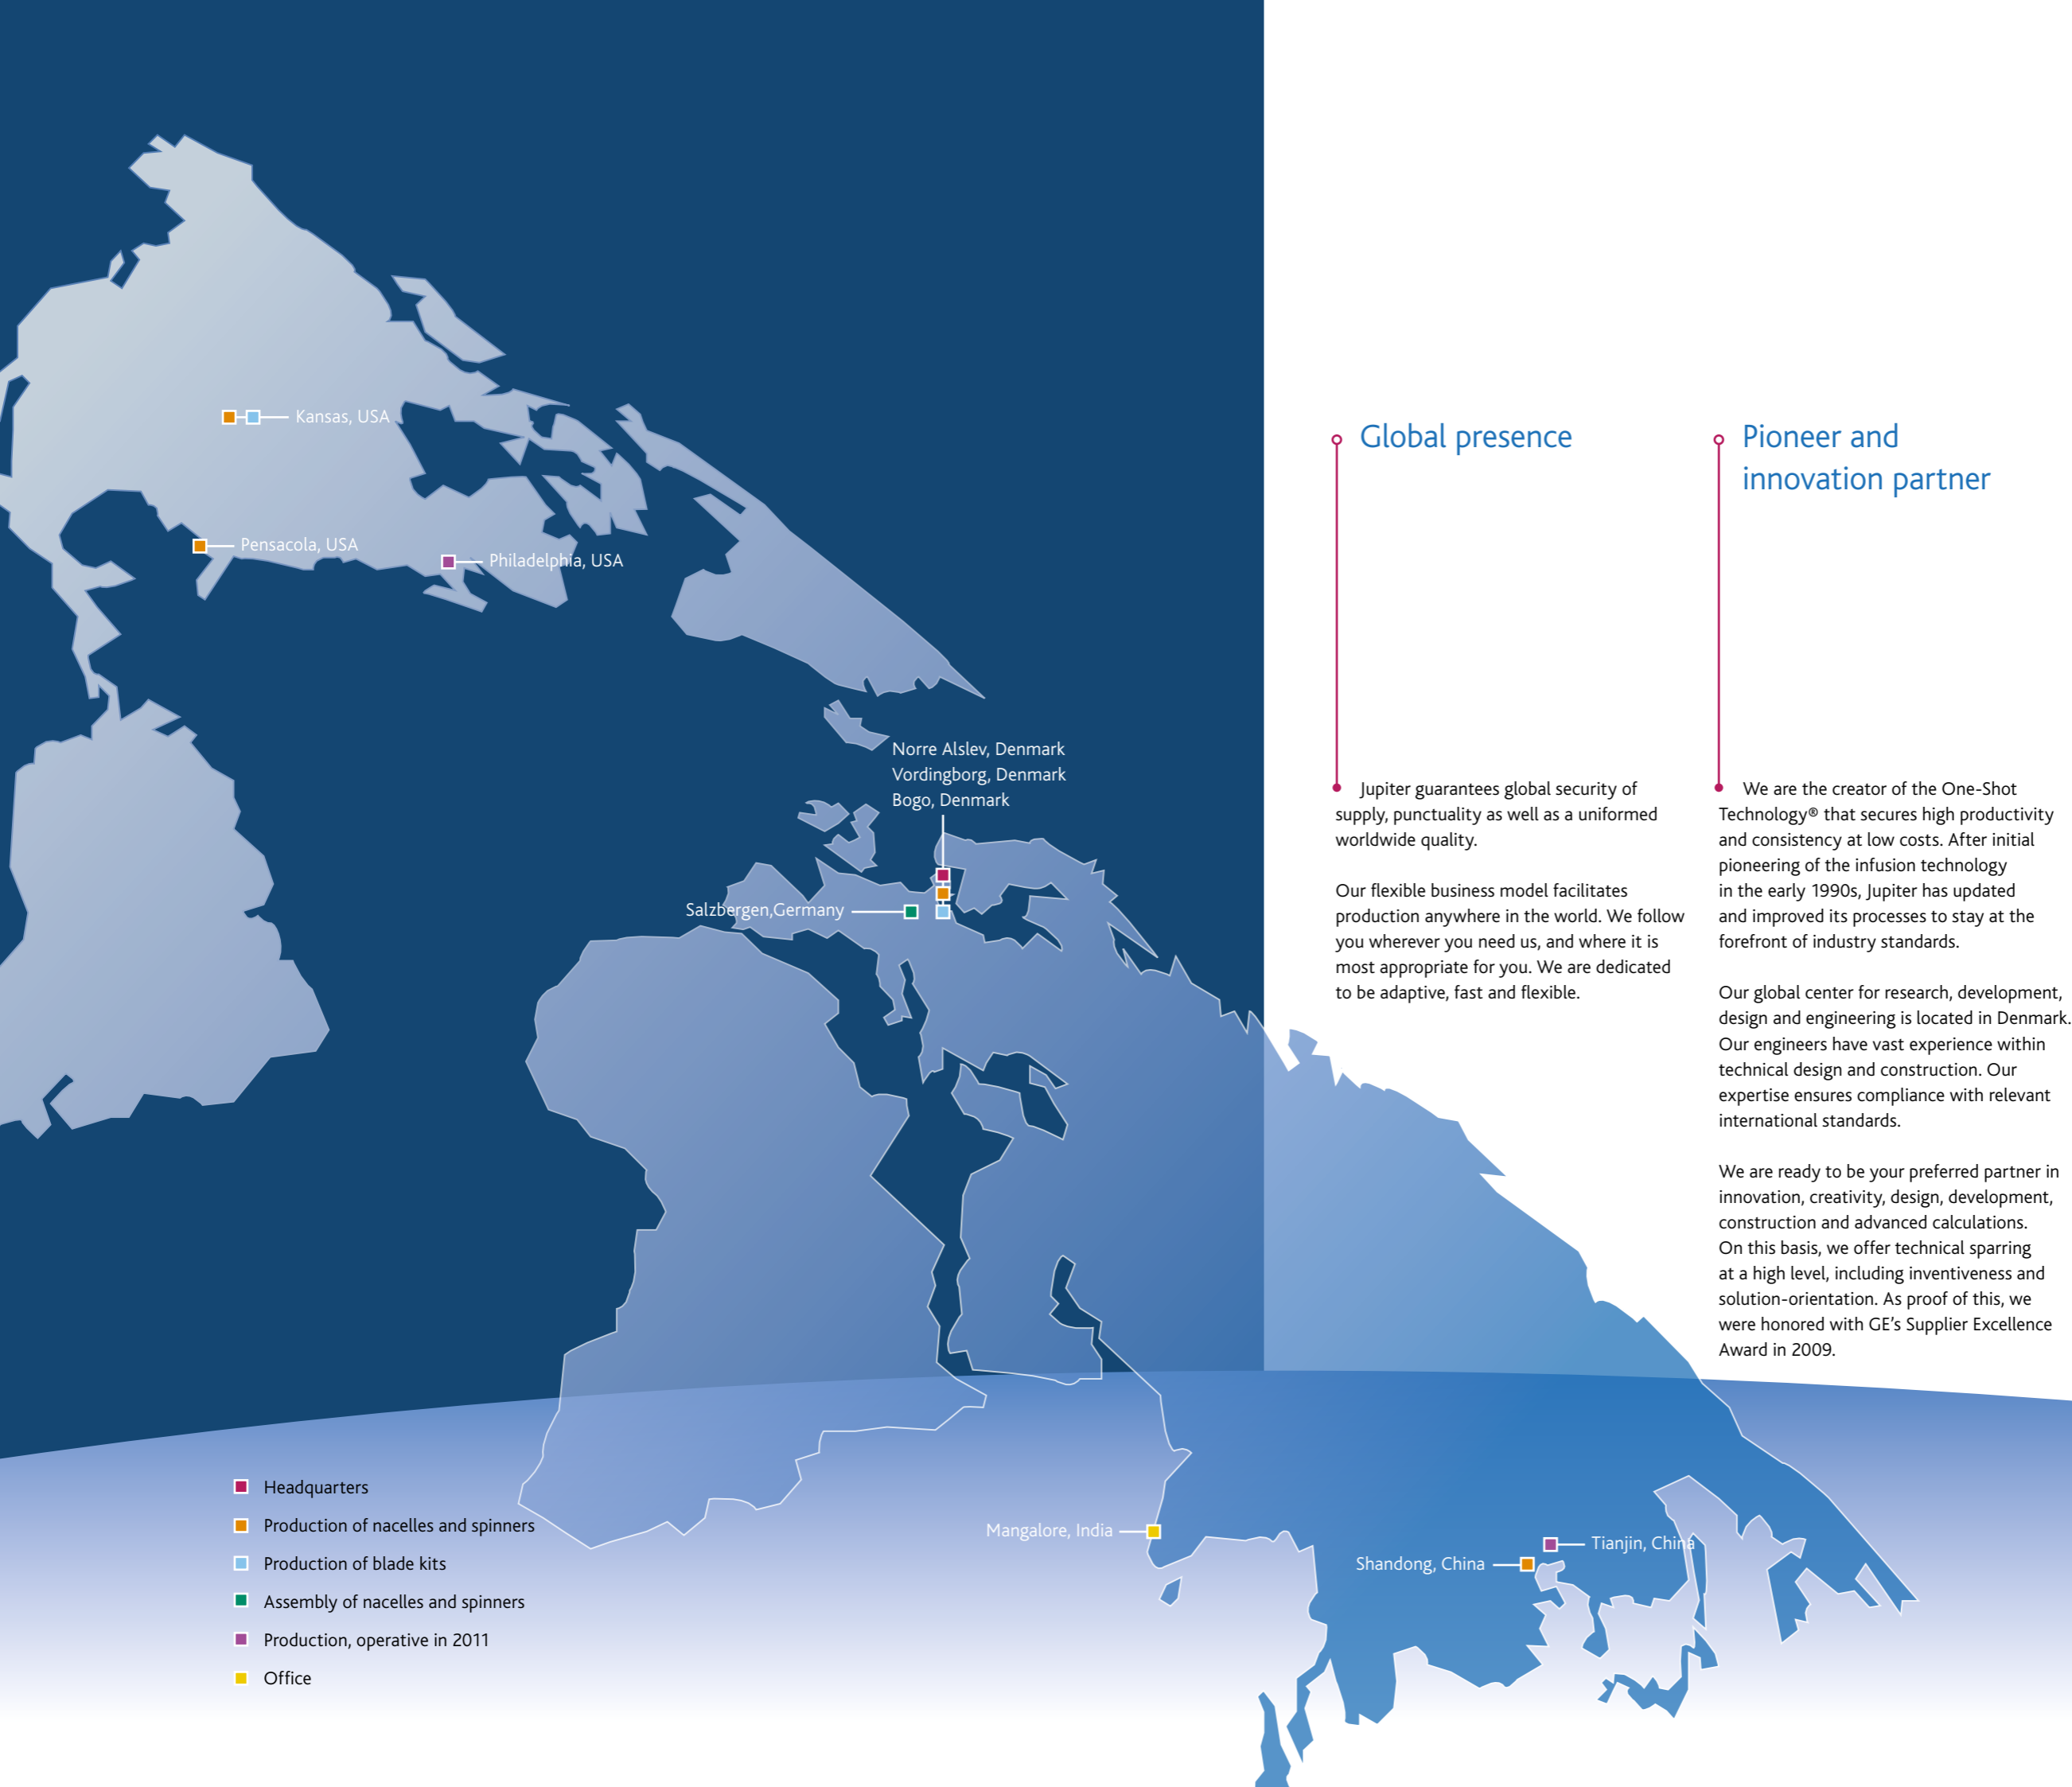 Kansas, USA
Pensacola, USA
Philadelphia, USA
Norre Alslev, Denmark
Vordingborg, Denmark
Bogo, Denmark
Salzbergen,Germany
Mangalore, India
Shandong, China
Tianjin, China
Headquarters
Production of nacelles and spinners
Production of blade kits
Assembly of nacelles and spinners
Production, operative in 2011
Office
Global presence
Jupiter guarantees global security of
supply, punctuality as well as a uniformed
worldwide quality.
Our flexible business model facilitates
production anywhere in the world. We follow
you wherever you need us, and where it is
most appropriate for you. We are dedicated
to be adaptive, fast and flexible.
Pioneer and
innovation partner
We are the creator of the One-Shot
Technology® that secures high productivity
and consistency at low costs. After initial
pioneering of the infusion technology
in the early 1990s, Jupiter has updated
and improved its processes to stay at the
forefront of industry standards.
Our global center for research, development,
design and engineering is located in Denmark.
Our engineers have vast experience within
technical design and construction. Our
expertise ensures compliance with relevant
international standards.
We are ready to be your preferred partner in
innovation, creativity, design, development,
construction and advanced calculations.
On this basis, we offer technical sparring
at a high level, including inventiveness and
solution-orientation. As proof of this, we
were honored with GE's Supplier Excellence
Award in 2009.